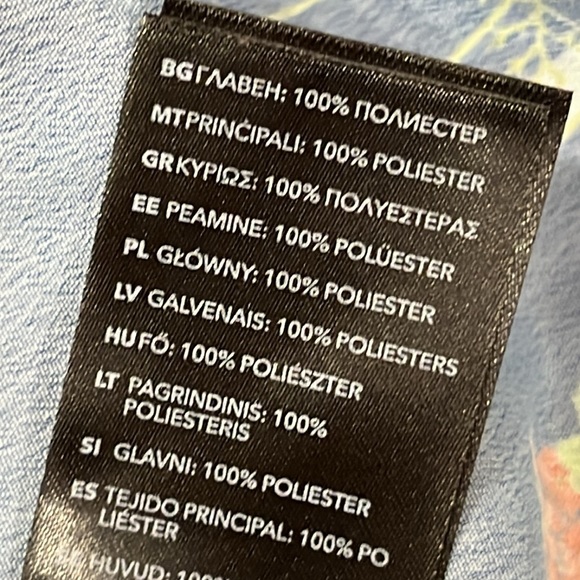 BG ГЛАВЕН: 100% ПОЛИЕСТЕР
MT PRINĊIPALI: 100% POLIESTER
GR ΚΥΡΙΩΣ: 100% ΠΟΛΥΕΣΤΕΡΑΣ
EE PEAMINE: 100% POLÜESTER
PL GŁÓWNY: 100% POLIESTER
LV GALVENAIS: 100% POLIESTERS
HU FŐ: 100% POLIÉSZTER
LT PAGRINDINIS: 100%
POLIESTERIS
SI GLAVNI: 100% POLIESTER
ES TEJIDO PRINCIPAL: 100% PO
LIÉSTER
HUVUD: